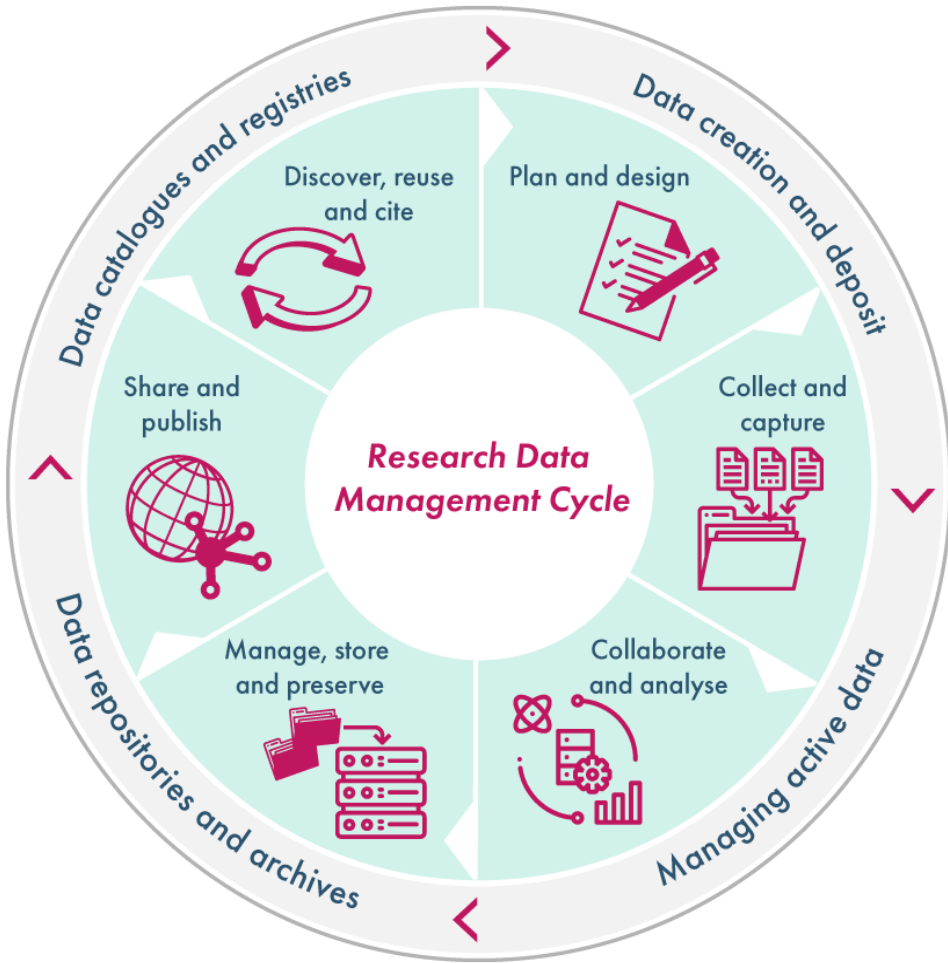 Research Data
Management Cycle
Plan and design
Collect and
capture
Collaborate
and analyse
Manage, store
and preserve
Share and
publish
Discover, reuse
and cite
Data creation and deposit
Managing active data
Data repositories and archives
Data catalogues and registries